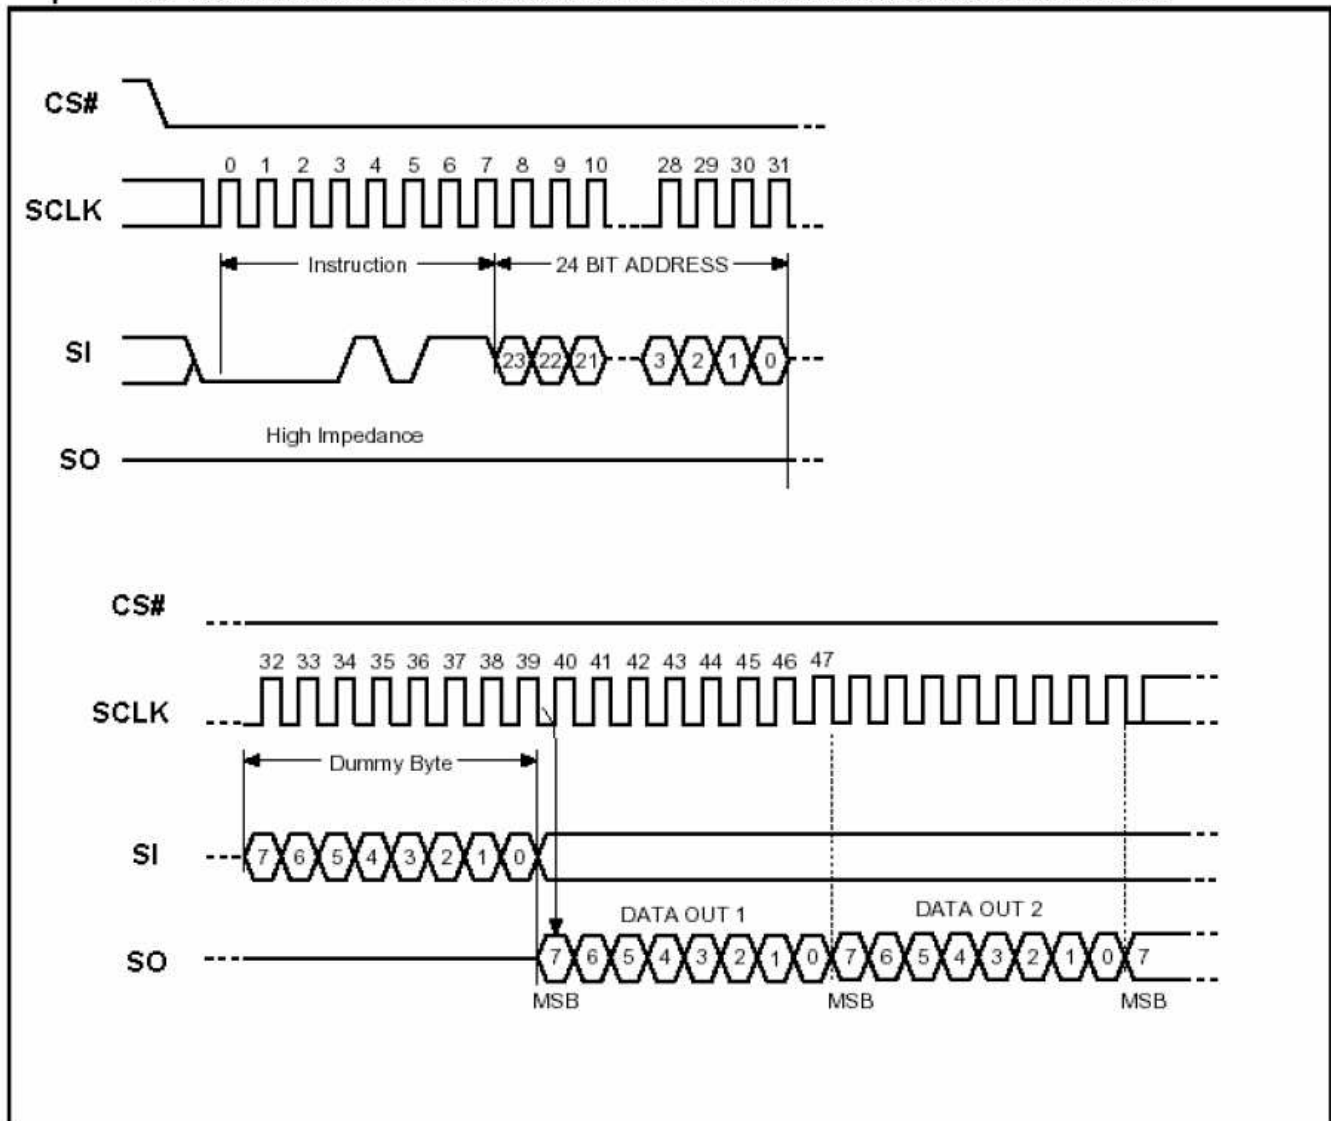 CS#
0 1 2 3 4 5 6 7 8 9 10 28 29 30 31
SCLK
Instruction 24 BIT ADDRESS
SI 23 22 21 3 2 1 0
High Impedance
SO
CS#
32 33 34 35 36 37 38 39 40 41 42 43 44 45 46 47
SCLK
Dummy Byte
SI 7 6 5 4 3 2 1 0
DATA OUT 1 DATA OUT 2
SO 7 6 5 4 3 2 1 0 7 6 5 4 3 2 1 0 7
MSB MSB MSB